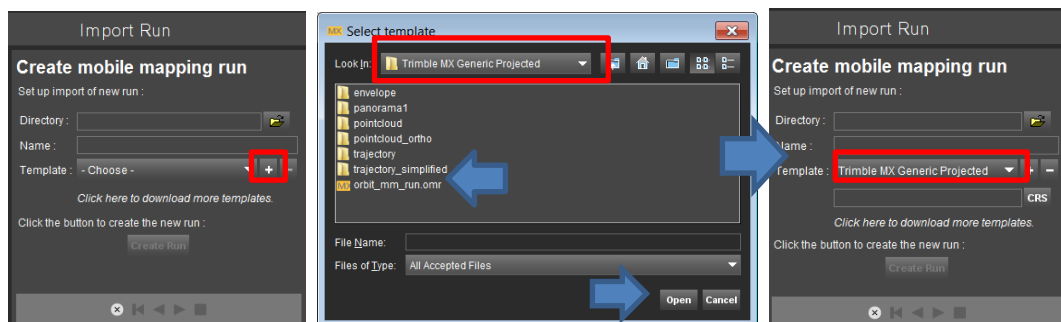 Import Run
Create mobile mapping run
Set up import of new run :
Directory :
Name :
Template : - Choose - + -
Click here to download more templates.
Click the button to create the new run :
Create Run
MX Select template
Look In: Trimble MX Generic Projected
envelope
panorama1
pointcloud
pointcloud_ortho
trajectory
trajectory_simplified
MX orbit_mm_run.omr
File Name:
Files of Type: All Accepted Files
Open Cancel
Import Run
Create mobile mapping run
Set up import of new run :
Directory :
Name :
Template : Trimble MX Generic Projected + -
CRS
Click here to download more templates.
Click the button to create the new run :
Create Run